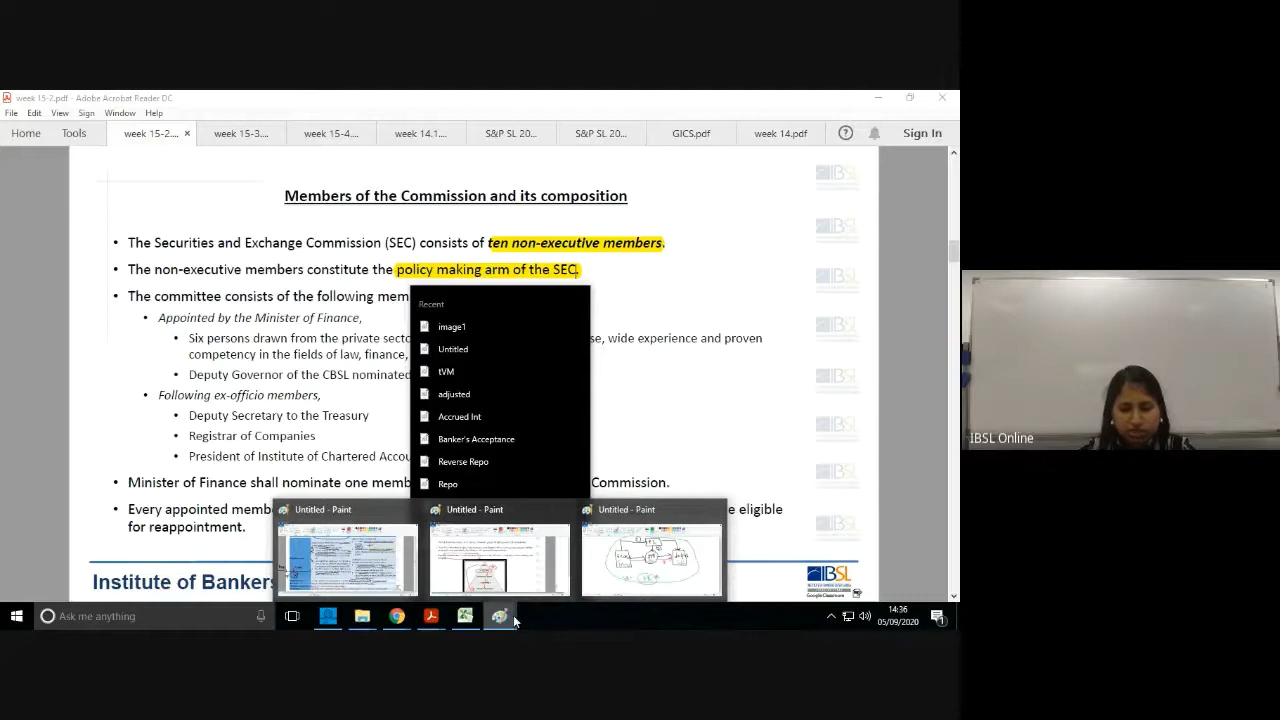 week 15-2.pdf - Adobe Acrobat Reader DC
File Edit View Sign Window Help
Home Tools week 15-2.... × week 15-3.... week 15-4.... week 14.1.... S&P SL 20... S&P SL 20... GICS.pdf week 14.pdf Sign In
Members of the Commission and its composition
• The Securities and Exchange Commission (SEC) consists of ten non-executive members.
• The non-executive members constitute the policy making arm of the SEC.
• The committee consists of the following mem
• Appointed by the Minister of Finance,
• Six persons drawn from the private secto se, wide experience and proven
competency in the fields of law, finance,
• Deputy Governor of the CBSL nominated
• Following ex-officio members,
• Deputy Secretary to the Treasury
• Registrar of Companies
• President of Institute of Chartered Accou
• Minister of Finance shall nominate one memb Commission.
• Every appointed memb e eligible
for reappointment.
Institute of Bankers
IBSL
Google Classroom
Recent
image1
Untitled
tVM
adjusted
Accrued Int
Banker's Acceptance
Reverse Repo
Repo
Untitled - Paint
Untitled - Paint
Untitled - Paint
Ask me anything
14:36
05/09/2020
IBSL Online